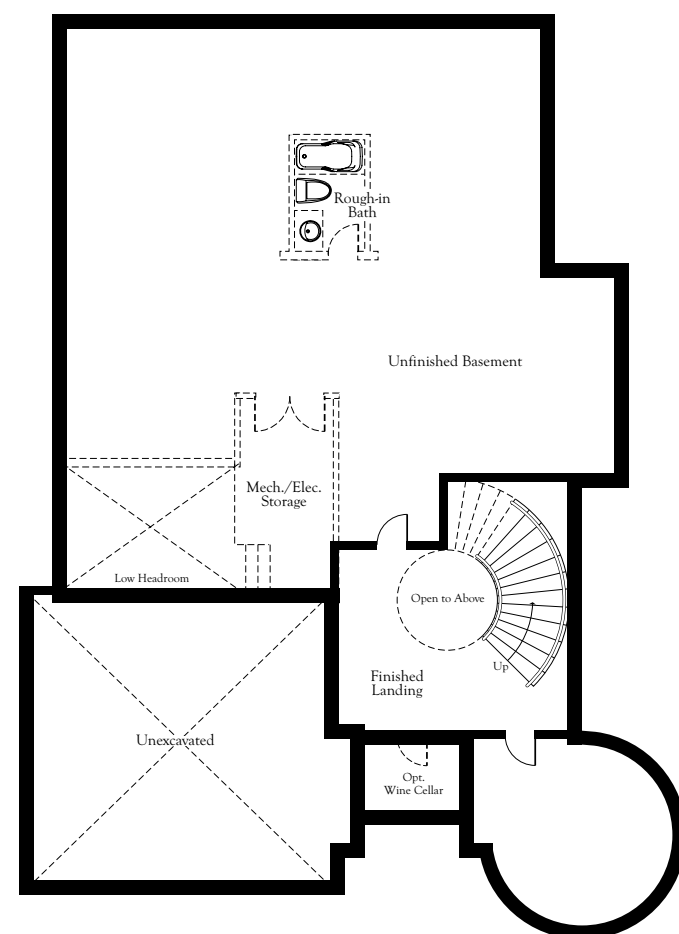 Rough-in
Bath
Unfinished Basement
Mech./Elec.
Storage
Low Headroom
Open to Above
Up
Finished
Landing
Unexcavated
Opt.
Wine Cellar